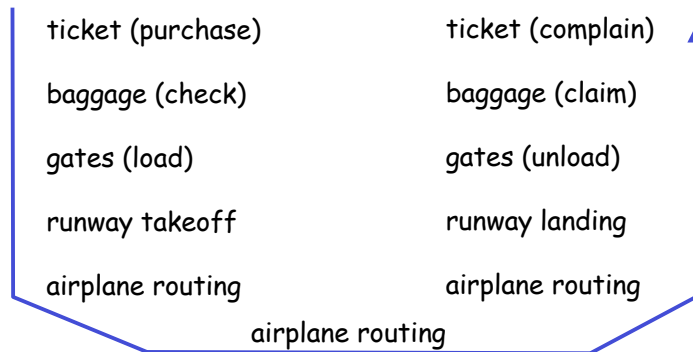 ticket (purchase)
baggage (check)
gates (load)
runway takeoff
airplane routing
ticket (complain)
baggage (claim)
gates (unload)
runway landing
airplane routing
airplane routing